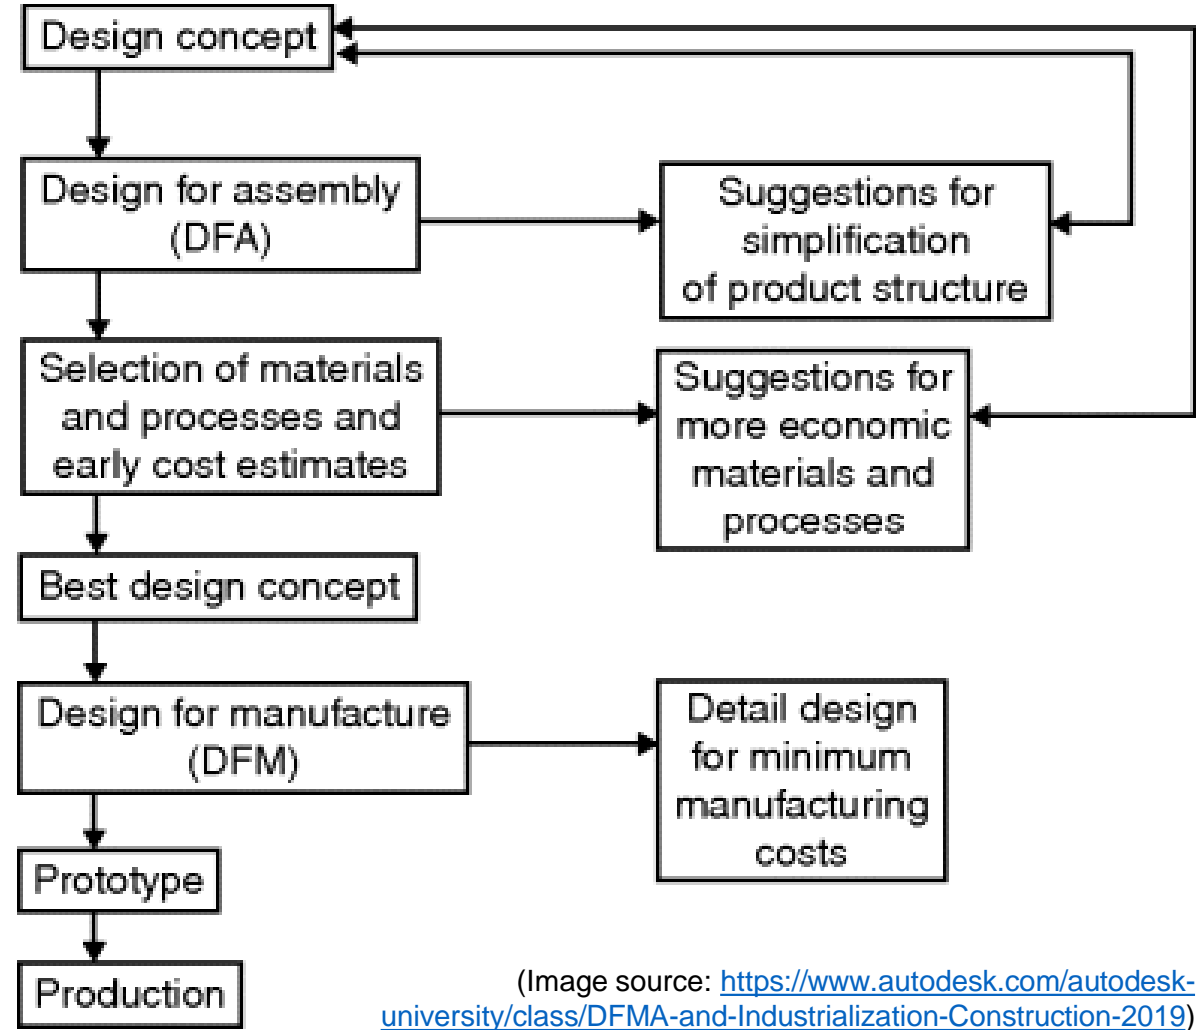 Design concept
Design for assembly
(DFA)
Suggestions for
simplification
of product structure
Selection of materials
and processes and
early cost estimates
Suggestions for
more economic
materials and
processes
Best design concept
Design for manufacture
(DFM)
Detail design
for minimum
manufacturing
costs
Prototype
Production
(Image source: https://www.autodesk.com/autodesk-
university/class/DFMA-and-Industrialization-Construction-2019)